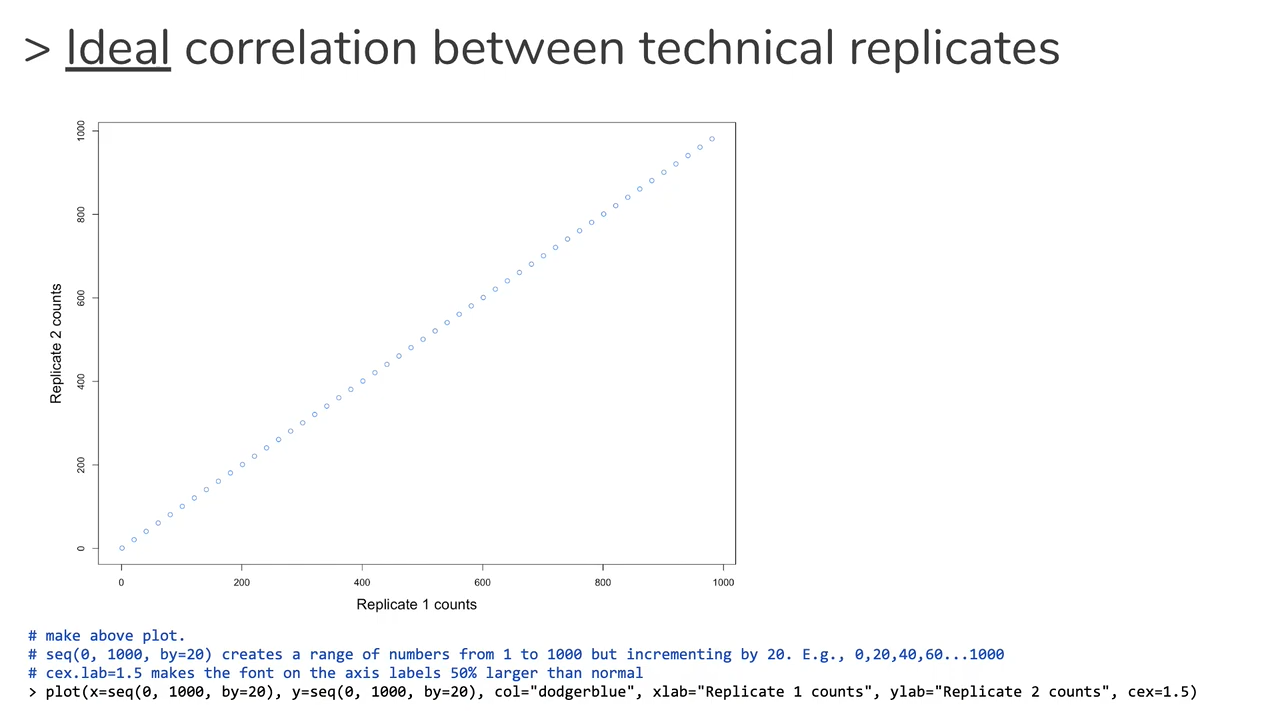 > Ideal correlation between technical replicates
1000
800
600
400
200
0
Replicate 2 counts
0 200 400 600 800 1000
Replicate 1 counts
# make above plot.
# seq(0, 1000, by=20) creates a range of numbers from 1 to 1000 but incrementing by 20. E.g., 0,20,40,60...1000
# cex.lab=1.5 makes the font on the axis labels 50% larger than normal
> plot(x=seq(0, 1000, by=20), y=seq(0, 1000, by=20), col="dodgerblue", xlab="Replicate 1 counts", ylab="Replicate 2 counts", cex=1.5)